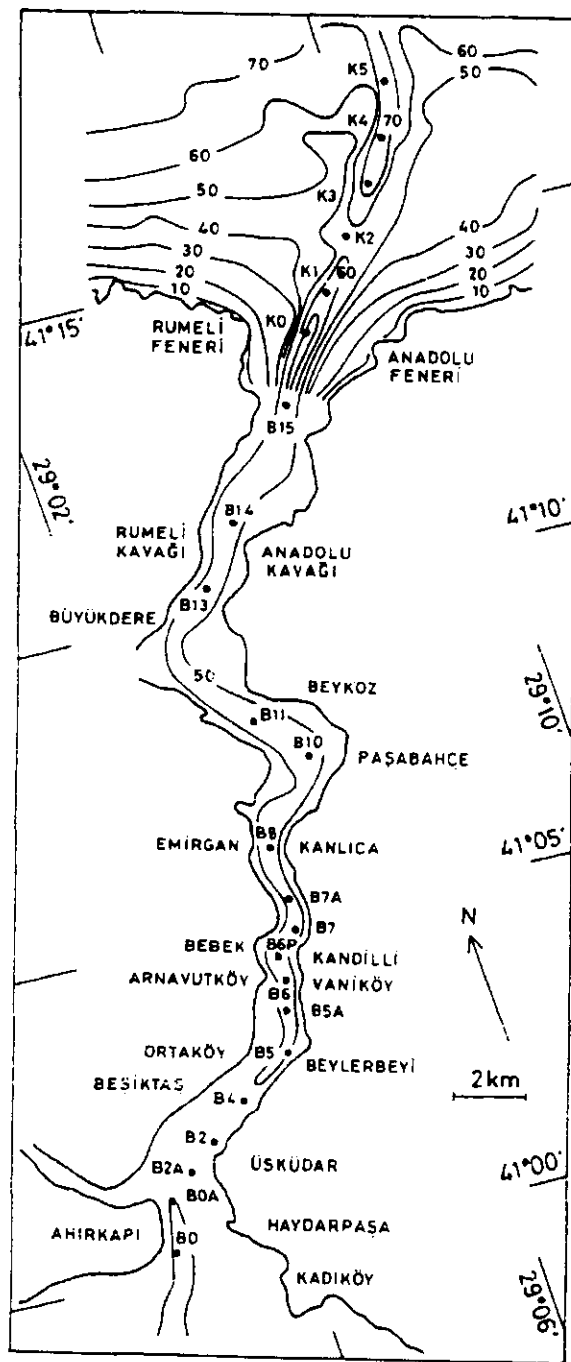 60
50
70
K5
K4
70
60
50
K3
K2
40
40
30
30
20
20
10
10
K1
60
K0
41°15'
RUMELİ
FENERİ
ANADOLU
FENERİ
B15
29°02'
B14
41°10'
RUMELİ
KAVAĞI
ANADOLU
KAVAĞI
B13
BÜYÜKDERE
50
BEYKOZ
B11
29°10'
B10
PAŞABAHÇE
B8
EMİRGAN
KANLICA
41°05'
B7A
N
B7
BEBEK
B6P
KANDİLLİ
ARNAVUTKÖY
VANİKÖY
B6
B5A
ORTAKÖY
B5
BEYLERBEYİ
BEŞİKTAŞ
2km
B4
B2
B2A
ÜSKÜDAR
41°00'
B0A
AHIRKAPI
HAYDARPAŞA
B0
KADIKÖY
29°06'